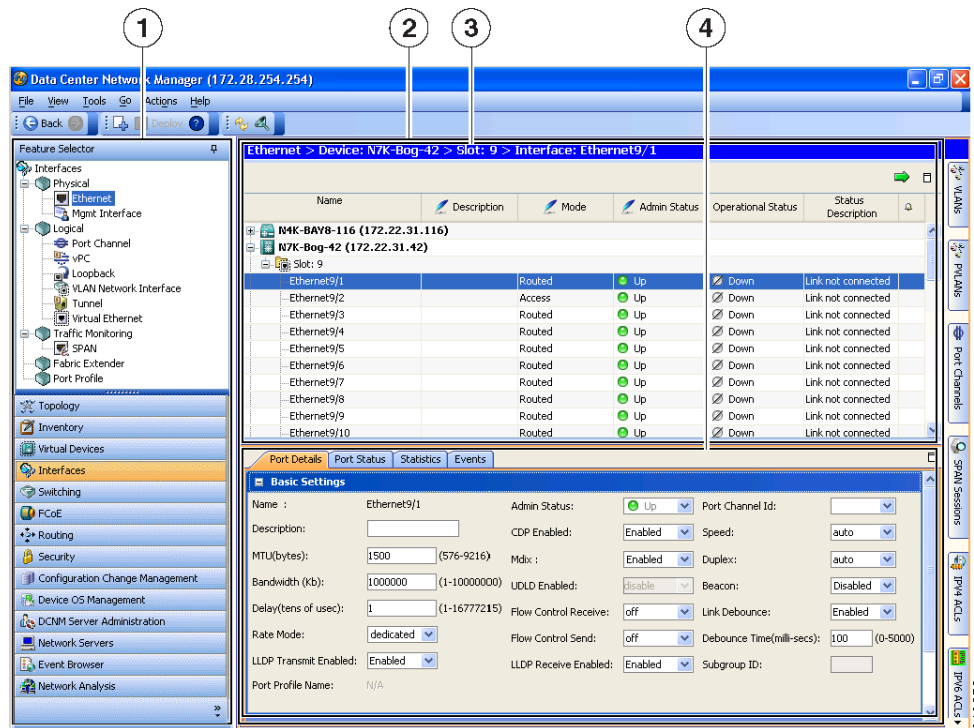 1
2
3
4
Data Center Network Manager (172.28.254.254)
File View Tools Go Actions Help
Back Deploy ?
Feature Selector
Interfaces
Physical
Ethernet
Mgmt Interface
Logical
Port Channel
vPC
Loopback
VLAN Network Interface
Tunnel
Virtual Ethernet
Traffic Monitoring
SPAN
Fabric Extender
Port Profile
Topology
Inventory
Virtual Devices
Interfaces
Switching
FCoE
Routing
Security
Configuration Change Management
Device OS Management
DCNM Server Administration
Network Servers
Event Browser
Network Analysis
Ethernet > Device: N7K-Bog-42 > Slot: 9 > Interface: Ethernet9/1
Name Description Mode Admin Status Operational Status Status Description
N4K-BAY8-116 (172.22.31.116)
N7K-Bog-42 (172.22.31.42)
Slot: 9
Ethernet9/1 Routed Up Down Link not connected
Ethernet9/2 Access Up Down Link not connected
Ethernet9/3 Routed Up Down Link not connected
Ethernet9/4 Routed Up Down Link not connected
Ethernet9/5 Routed Up Down Link not connected
Ethernet9/6 Routed Up Down Link not connected
Ethernet9/7 Routed Up Down Link not connected
Ethernet9/8 Routed Up Down Link not connected
Ethernet9/9 Routed Up Down Link not connected
Ethernet9/10 Routed Up Down Link not connected
Port Details Port Status Statistics Events
Basic Settings
Name : Ethernet9/1 Admin Status: Up Port Channel Id:
Description: CDP Enabled: Enabled Speed: auto
MTU(bytes): 1500 (576-9216) Mdix : Enabled Duplex: auto
Bandwidth (Kb): 1000000 (1-10000000) UDLD Enabled: disable Beacon: Disabled
Delay(tens of usec): 1 (1-16777215) Flow Control Receive: off Link Debounce: Enabled
Rate Mode: dedicated Flow Control Send: off Debounce Time(milli-secs): 100 (0-5000)
LLDP Transmit Enabled: Enabled LLDP Receive Enabled: Enabled Subgroup ID:
Port Profile Name: N/A
VLANs
PVLANs
Port Channels
SPAN Sessions
IPV4 ACLs
IPV6 ACLs